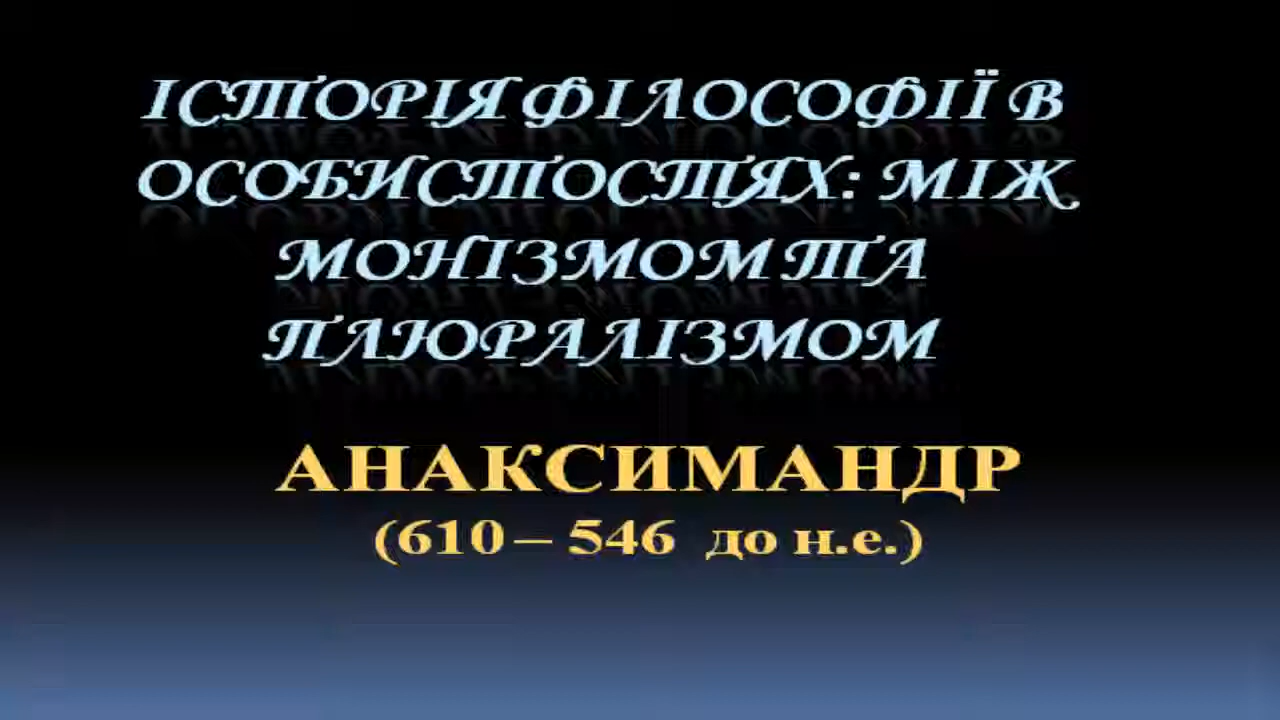 ІСТОРІЯ ФІЛОСОФІЇ В
ОСОБИСТОСТЯХ: МІЖ
МОНІЗМОМ ТА
ПЛЮРАЛІЗМОМ
АНАКСИМАНДР
(610 – 546 до н.е.)